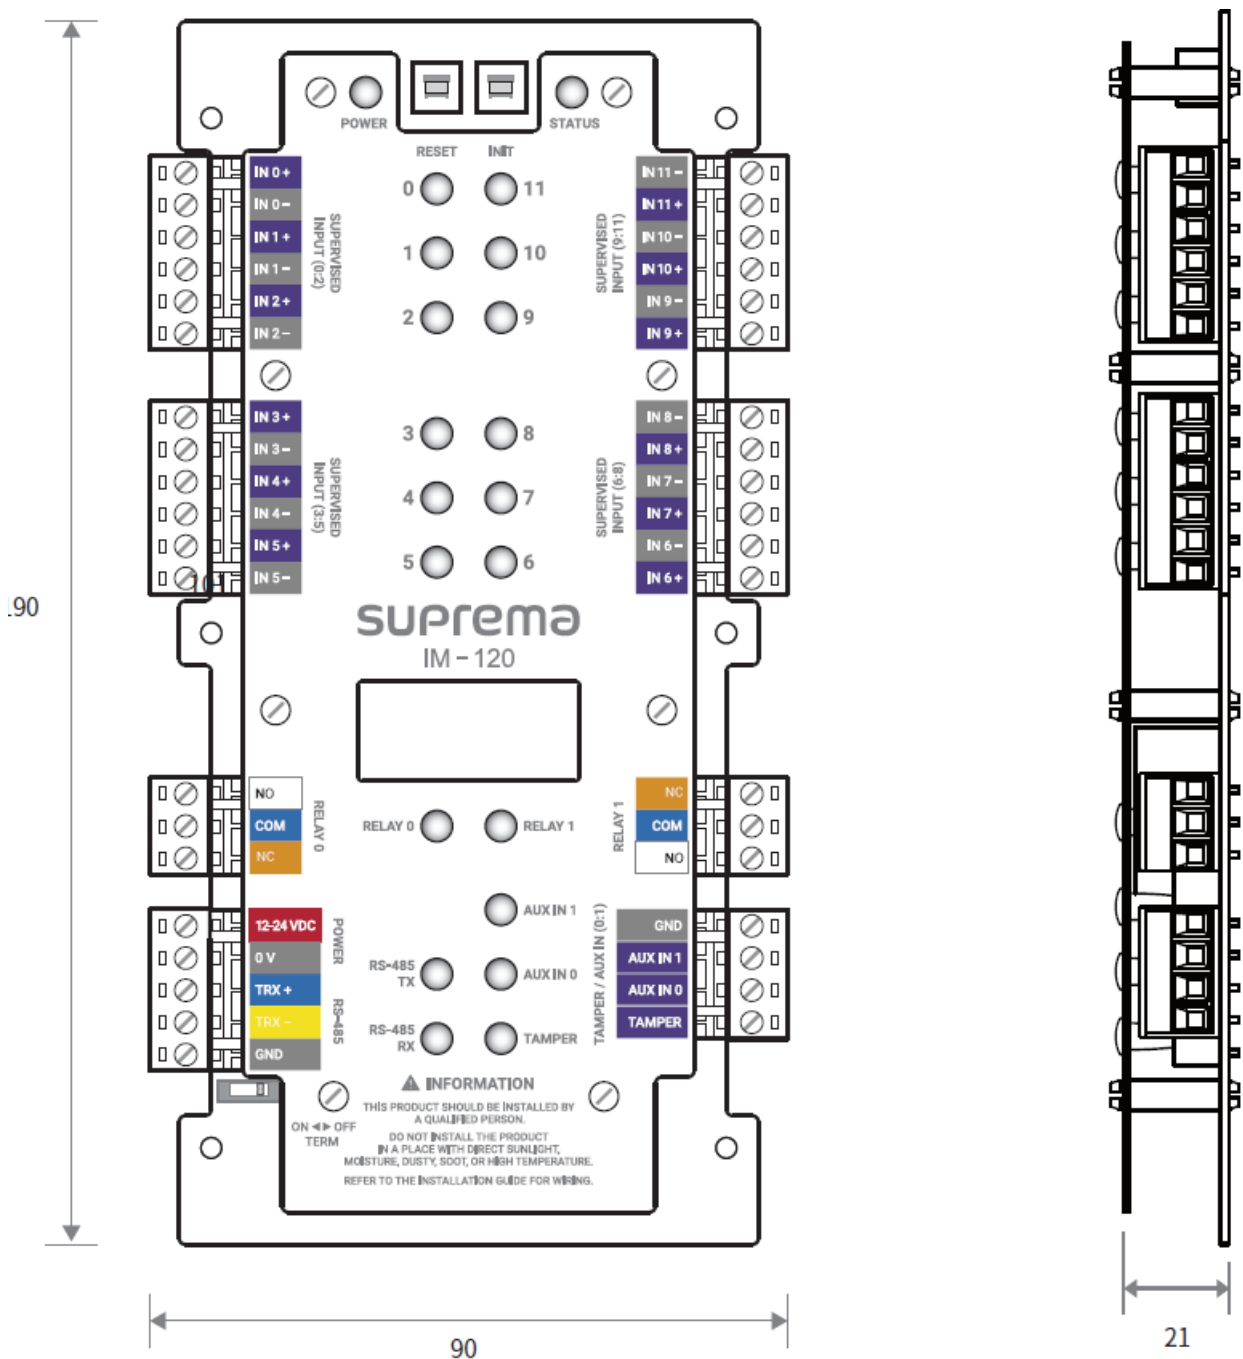 POWER
STATUS
RESET
INIT
IN 0 +
IN 0 –
IN 1 +
IN 1 –
IN 2 +
IN 2 –
SUPERVISED
INPUT (0:2)
0
11
1
10
2
9
SUPERVISED
INPUT (9:11)
IN 11 –
IN 11 +
IN 10 –
IN 10 +
IN 9 –
IN 9 +
IN 3 +
IN 3 –
IN 4 +
IN 4 –
IN 5 +
IN 5 –
SUPERVISED
INPUT (3:5)
3
8
4
7
5
6
SUPERVISED
INPUT (6:8)
IN 8 –
IN 8 +
IN 7 –
IN 7 +
IN 6 –
IN 6 +
190
suprema
IM – 120
NO
COM
NC
RELAY 0
RELAY 0
RELAY 1
RELAY 1
NC
COM
NO
12–24 VDC
0 V
TRX +
TRX –
GND
POWER
RS–485
AUX IN 1
RS–485
TX
AUX IN 0
RS–485
RX
TAMPER
TAMPER / AUX IN (0:1)
GND
AUX IN 1
AUX IN 0
TAMPER
ON ◀▶ OFF
TERM
INFORMATION
THIS PRODUCT SHOULD BE INSTALLED BY
A QUALIFIED PERSON.
DO NOT INSTALL THE PRODUCT
IN A PLACE WITH DIRECT SUNLIGHT,
MOISTURE, DUSTY, SOOT, OR HIGH TEMPERATURE.
REFER TO THE INSTALLATION GUIDE FOR WIRING.
90
21